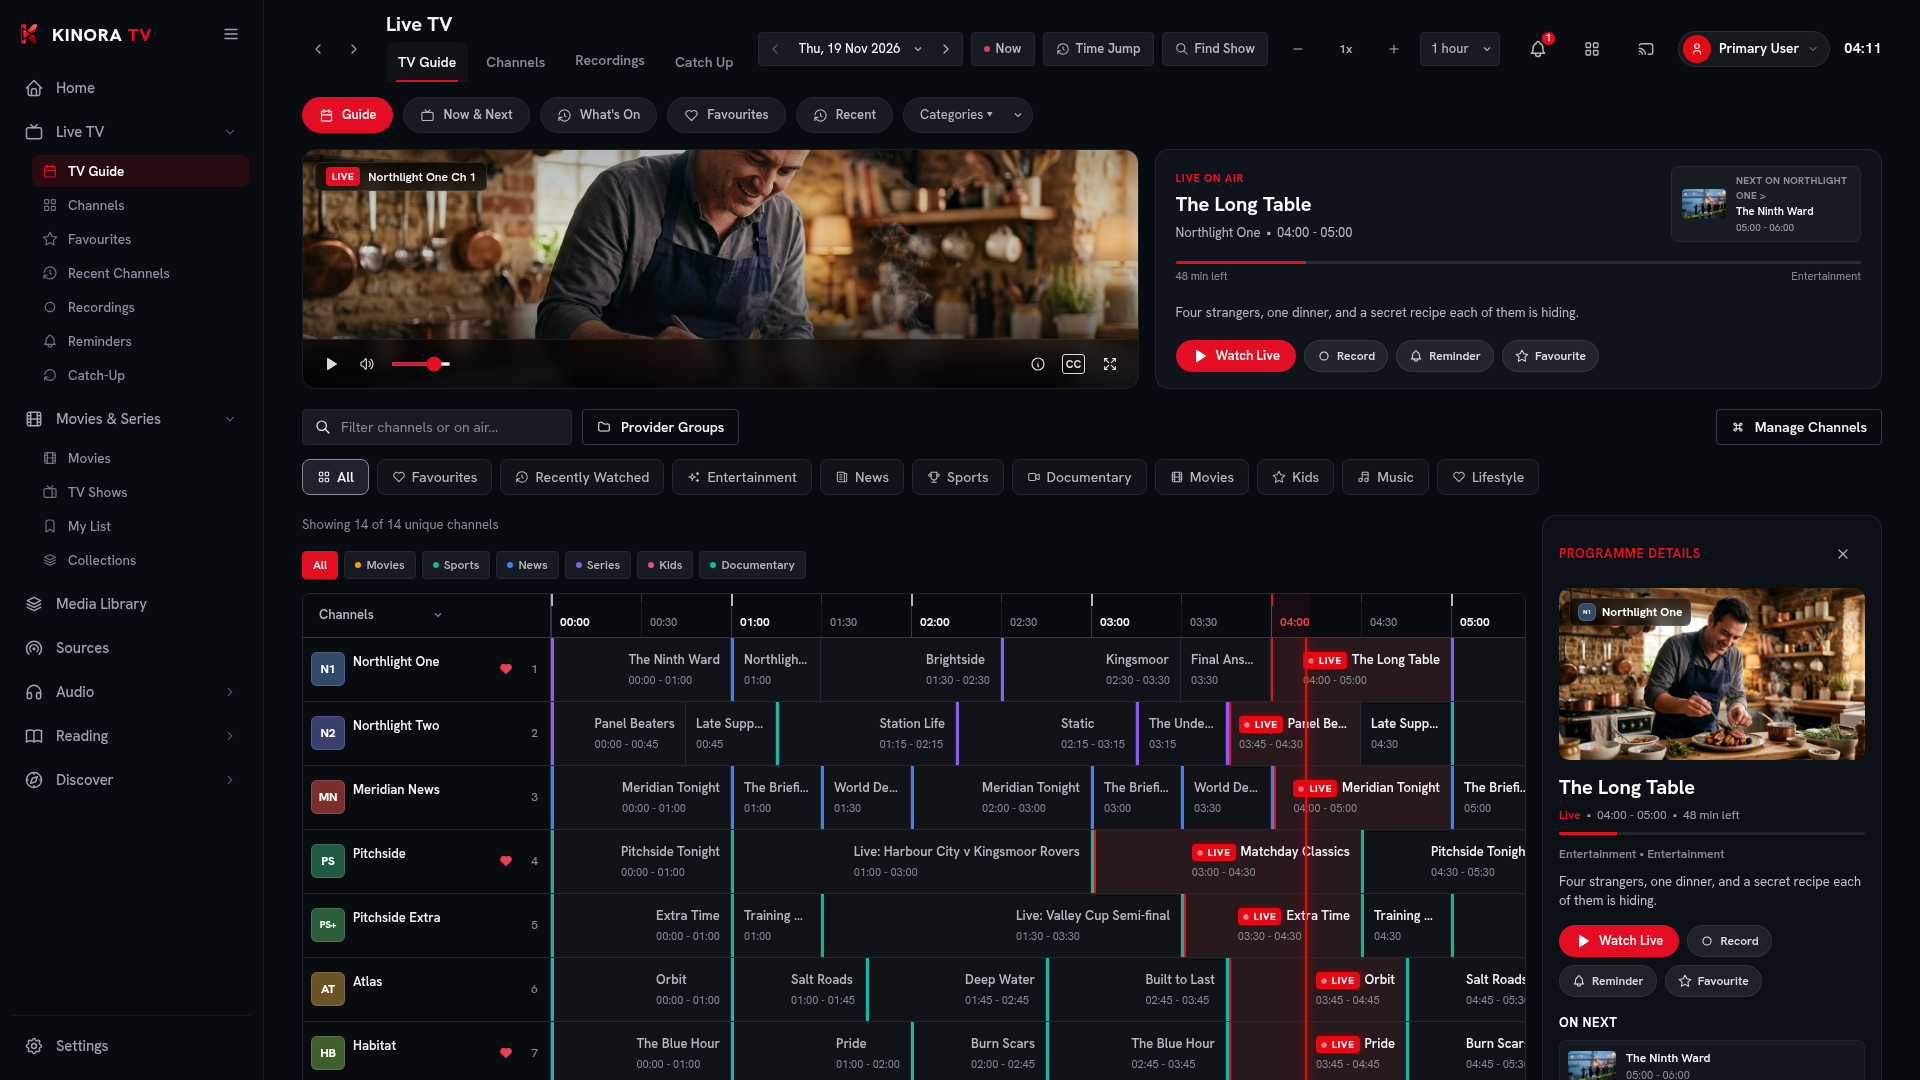 KINORA TV
Home
Live TV
TV Guide
Channels
Favourites
Recent Channels
Recordings
Reminders
Catch-Up
Movies & Series
Movies
TV Shows
My List
Collections
Media Library
Sources
Audio
Reading
Discover
Settings
Live TV
TV Guide
Channels
Recordings
Catch Up
Thu, 19 Nov 2026
Now
Time Jump
Find Show
1x
1 hour
1
Primary User
04:11
Guide
Now & Next
What's On
Favourites
Recent
Categories
LIVE Northlight One Ch 1
CC
LIVE ON AIR
The Long Table
Northlight One • 04:00 - 05:00
NEXT ON NORTHLIGHT
ONE >
The Ninth Ward
05:00 - 06:00
48 min left
Entertainment
Four strangers, one dinner, and a secret recipe each of them is hiding.
Watch Live
Record
Reminder
Favourite
Filter channels or on air...
Provider Groups
Manage Channels
All
Favourites
Recently Watched
Entertainment
News
Sports
Documentary
Movies
Kids
Music
Lifestyle
Showing 14 of 14 unique channels
All
Movies
Sports
News
Series
Kids
Documentary
Channels
00:00 00:30 01:00 01:30 02:00 02:30 03:00 03:30 04:00 04:30 05:00
N1 Northlight One 1
The Ninth Ward Northligh... Brightside Kingsmoor Final Ans... LIVE The Long Table
00:00 - 01:00 01:00 01:30 - 02:30 02:30 - 03:30 03:30 04:00 - 05:00
N2 Northlight Two 2
Panel Beaters Late Supp... Station Life Static The Unde... LIVE Panel Be... Late Supp...
00:00 - 00:45 00:45 01:15 - 02:15 02:15 - 03:15 03:15 03:45 - 04:30 04:30
MN Meridian News 3
Meridian Tonight The Briefi... World De... Meridian Tonight The Briefi... World De... LIVE Meridian Tonight The Briefi...
00:00 - 01:00 01:00 01:30 02:00 - 03:00 03:00 03:30 04:00 - 05:00 05:00
PS Pitchside 4
Pitchside Tonight Live: Harbour City v Kingsmoor Rovers LIVE Matchday Classics Pitchside Tonigh
00:00 - 01:00 01:00 - 03:00 03:00 - 04:30 04:30 - 05:30
PS+ Pitchside Extra 5
Extra Time Training ... Live: Valley Cup Semi-final LIVE Extra Time Training ...
00:00 - 01:00 01:00 01:30 - 03:30 03:30 - 04:30 04:30
AT Atlas 6
Orbit Salt Roads Deep Water Built to Last LIVE Orbit Salt Roads
00:00 - 01:00 01:00 - 01:45 01:45 - 02:45 02:45 - 03:45 03:45 - 04:45 04:45 - 05:30
HB Habitat 7
The Blue Hour Pride Burn Scars The Blue Hour LIVE Pride Burn Scars
00:00 - 01:00 01:00 - 02:00 02:00 - 02:45 02:45 - 03:45 03:45 - 04:45 04:45 - 05:30
PROGRAMME DETAILS
N1 Northlight One
The Long Table
Live • 04:00 - 05:00 • 48 min left
Entertainment • Entertainment
Four strangers, one dinner, and a secret recipe each
of them is hiding.
Watch Live
Record
Reminder
Favourite
ON NEXT
The Ninth Ward
05:00 - 06:00